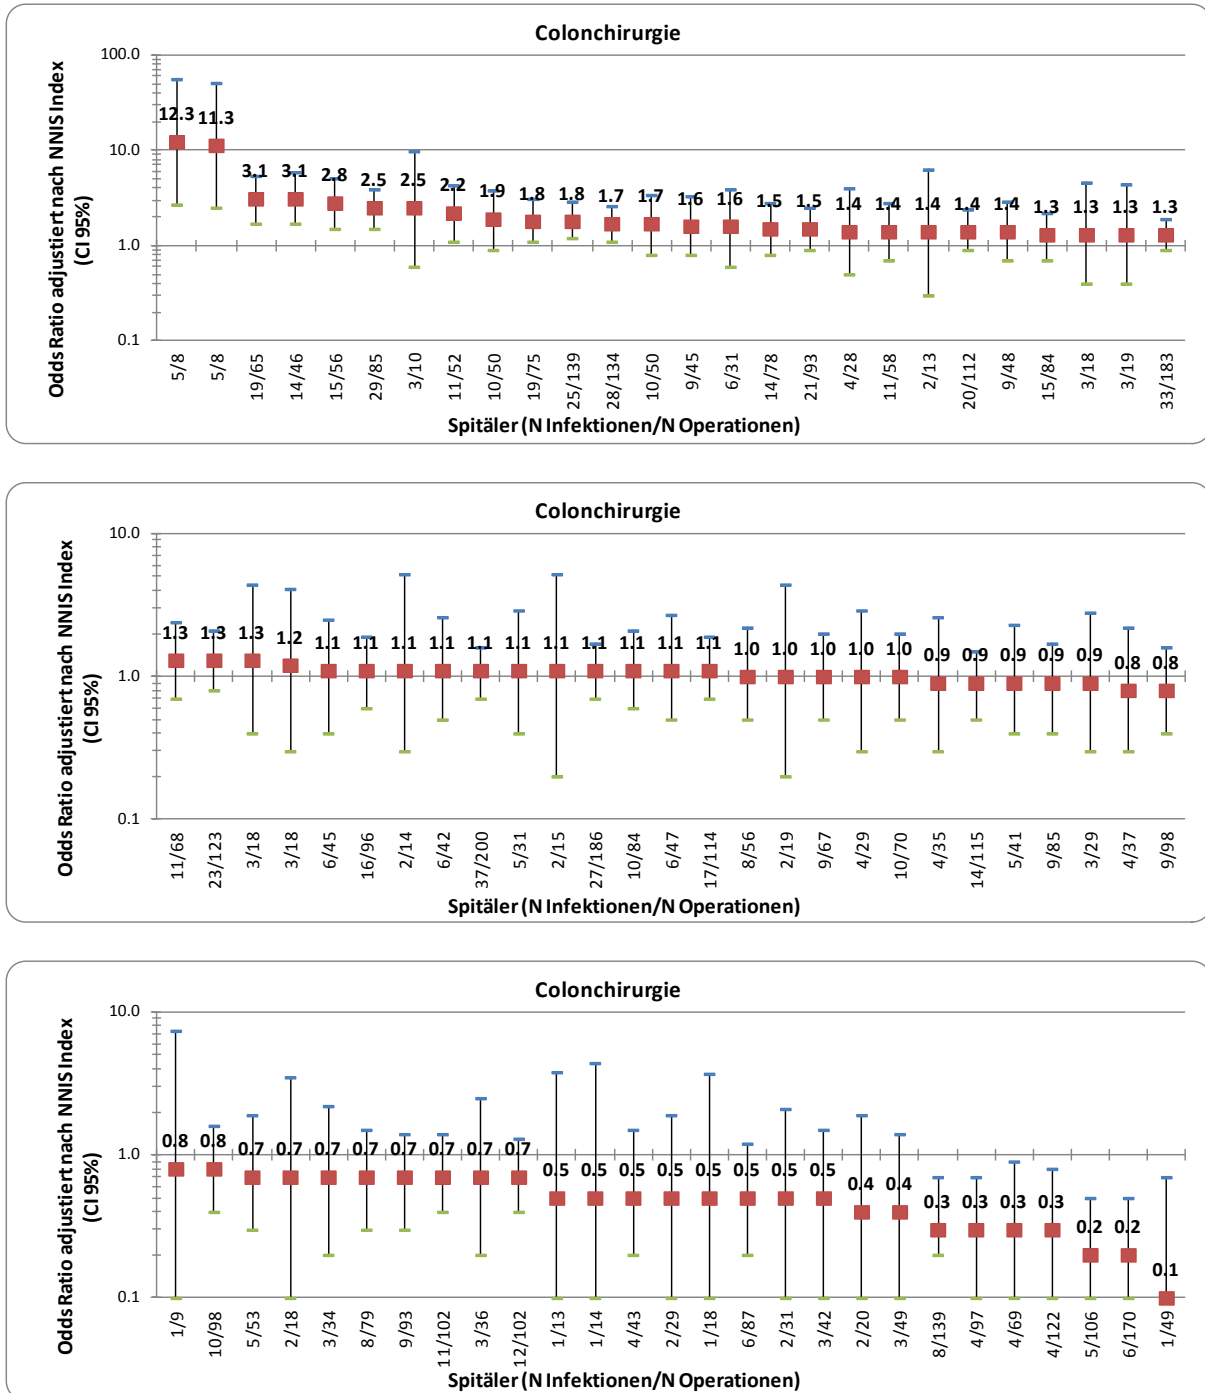 Colonchirurgie
Odds Ratio adjustiert nach NNIS Index
(CI 95%)
100.0
10.0
1.0
0.1
12.3 11.3 3.1 3.1 2.8 2.5 2.5 2.2 1.9 1.8 1.8 1.7 1.7 1.6 1.6 1.5 1.5 1.4 1.4 1.4 1.4 1.4 1.3 1.3 1.3 1.3
5/8 5/8 19/65 14/46 15/56 29/85 3/10 11/52 10/50 19/75 25/139 28/134 10/50 9/45 6/31 14/78 21/93 4/28 11/58 2/13 20/112 9/48 15/84 3/18 3/19 33/183
Spitäler (N Infektionen/N Operationen)
Colonchirurgie
Odds Ratio adjustiert nach NNIS Index
(CI 95%)
10.0
1.0
0.1
1.3 1.3 1.3 1.2 1.1 1.1 1.1 1.1 1.1 1.1 1.1 1.1 1.1 1.1 1.1 1.0 1.0 1.0 1.0 1.0 0.9 0.9 0.9 0.9 0.9 0.8 0.8
11/68 23/123 3/18 3/18 6/45 16/96 2/14 6/42 37/200 5/31 2/15 27/186 10/84 6/47 17/114 8/56 2/19 9/67 4/29 10/70 4/35 14/115 5/41 9/85 3/29 4/37 9/98
Spitäler (N Infektionen/N Operationen)
Colonchirurgie
Odds Ratio adjustiert nach NNIS Index
(CI 95%)
10.0
1.0
0.1
0.8 0.8 0.7 0.7 0.7 0.7 0.7 0.7 0.7 0.7 0.5 0.5 0.5 0.5 0.5 0.5 0.5 0.5 0.4 0.4 0.3 0.3 0.3 0.3 0.2 0.2 0.1
1/9 10/98 5/53 2/18 3/34 8/79 9/93 11/102 3/36 12/102 1/13 1/14 4/43 2/29 1/18 6/87 2/31 3/42 2/20 3/49 8/139 4/97 4/69 4/122 5/106 6/170 1/49
Spitäler (N Infektionen/N Operationen)